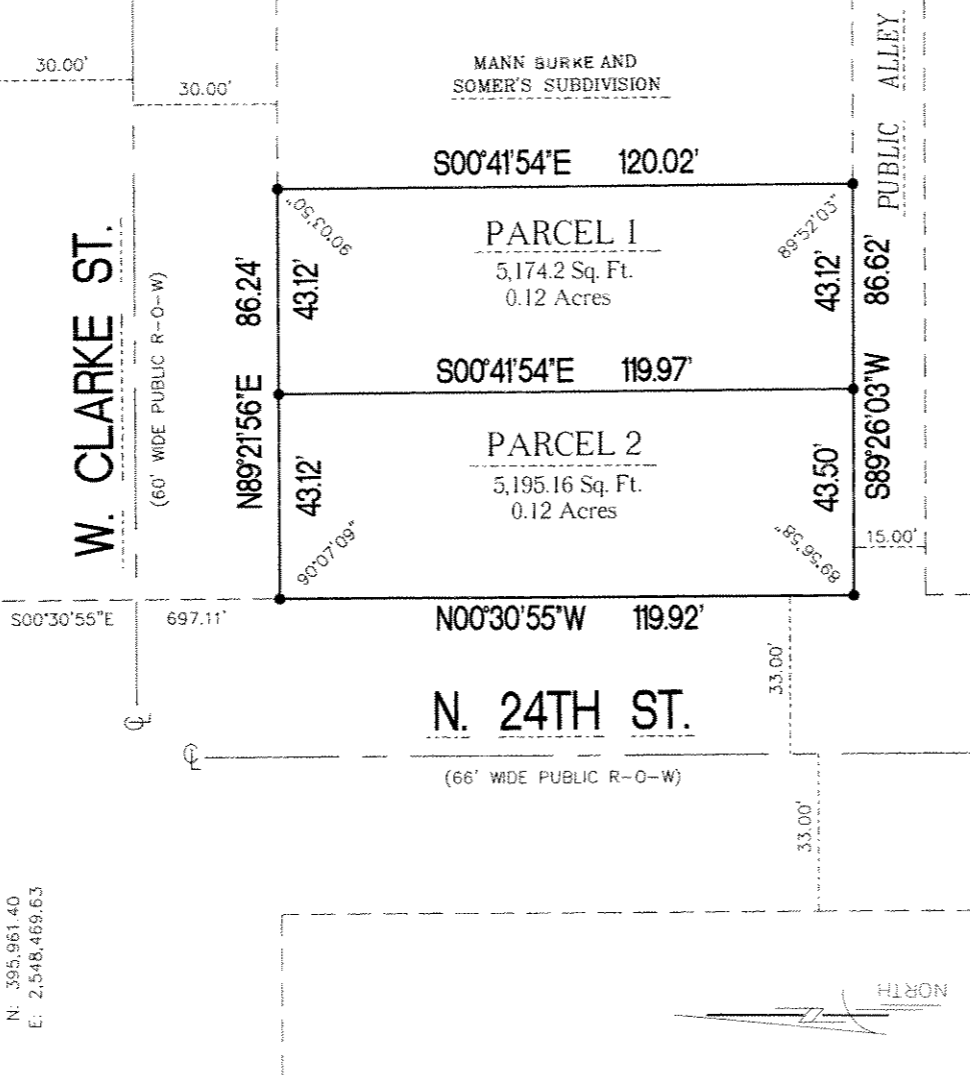 30.00'
30.00'
MANN BURKE AND
SOMER'S SUBDIVISION
PUBLIC ALLEY
S00°41'54"E 120.02'
90°03'50"
PARCEL 1
5,174.2 Sq. Ft.
0.12 Acres
89°52'03"
W. CLARKE ST.
(60' WIDE PUBLIC R-O-W)
N89°21'56"E 86.24'
43.12'
43.12'
S89°26'03"W 86.62'
S00°41'54"E 119.97'
PARCEL 2
5,195.16 Sq. Ft.
0.12 Acres
43.12'
43.50'
90°07'09"
89°56'58"
15.00'
S00°30'55"E 697.11'
N00°30'55"W 119.92'
33.00'
N. 24TH ST.
(66' WIDE PUBLIC R-O-W)
33.00'
N: 395,961.40
E: 2,548,469.63
NORTH